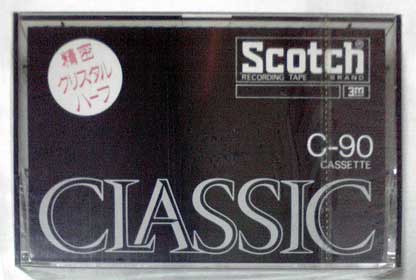 精密
クリスタル
ハーフ
Scotch
RECORDING TAPE BRAND
3m
C-90
CASSETTE
CLASSIC